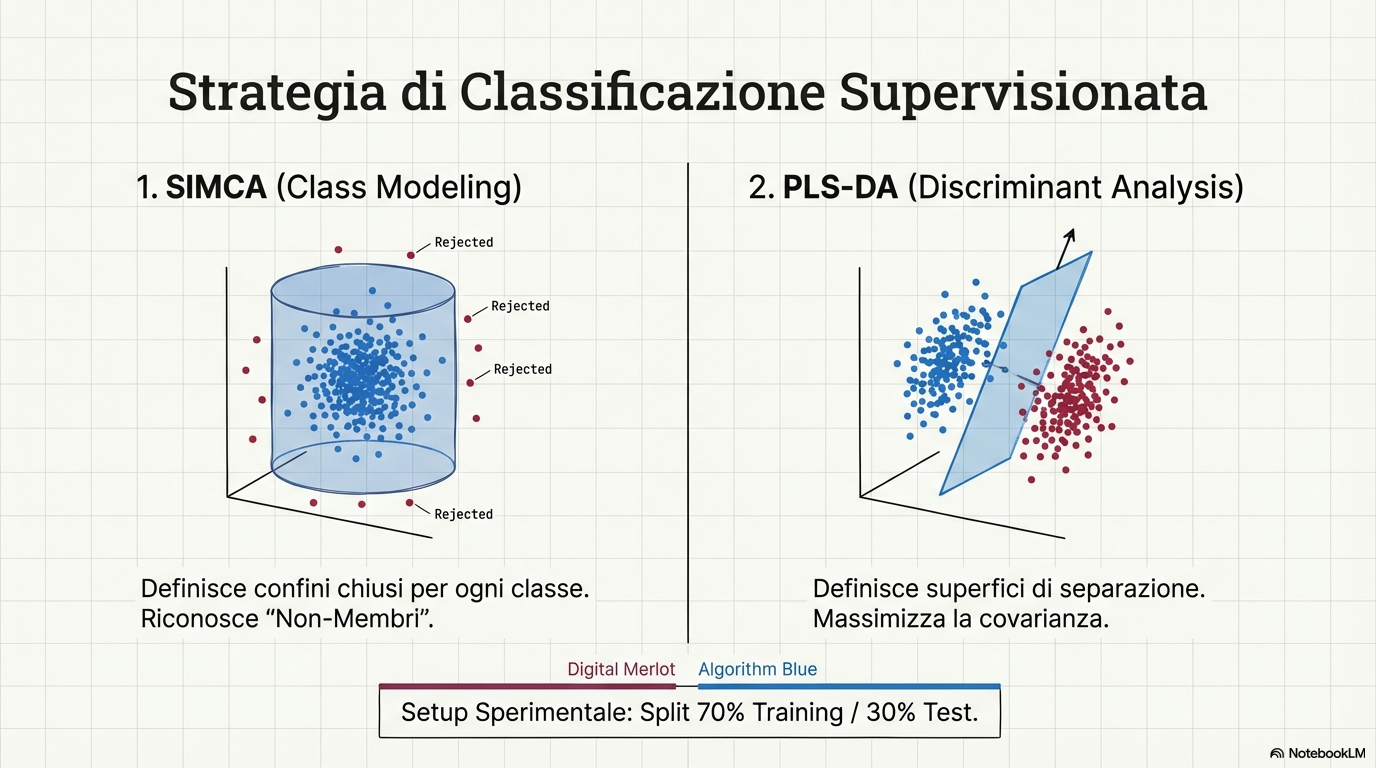 Strategia di Classificazione Supervisionata
1. SIMCA (Class Modeling)
Rejected
Rejected
Rejected
Rejected
Definisce confini chiusi per ogni classe.
Riconosce “Non-Membri”.
2. PLS-DA (Discriminant Analysis)
Definisce superfici di separazione.
Massimizza la covarianza.
Digital Merlot
Algorithm Blue
Setup Sperimentale: Split 70% Training / 30% Test.
NotebookLM